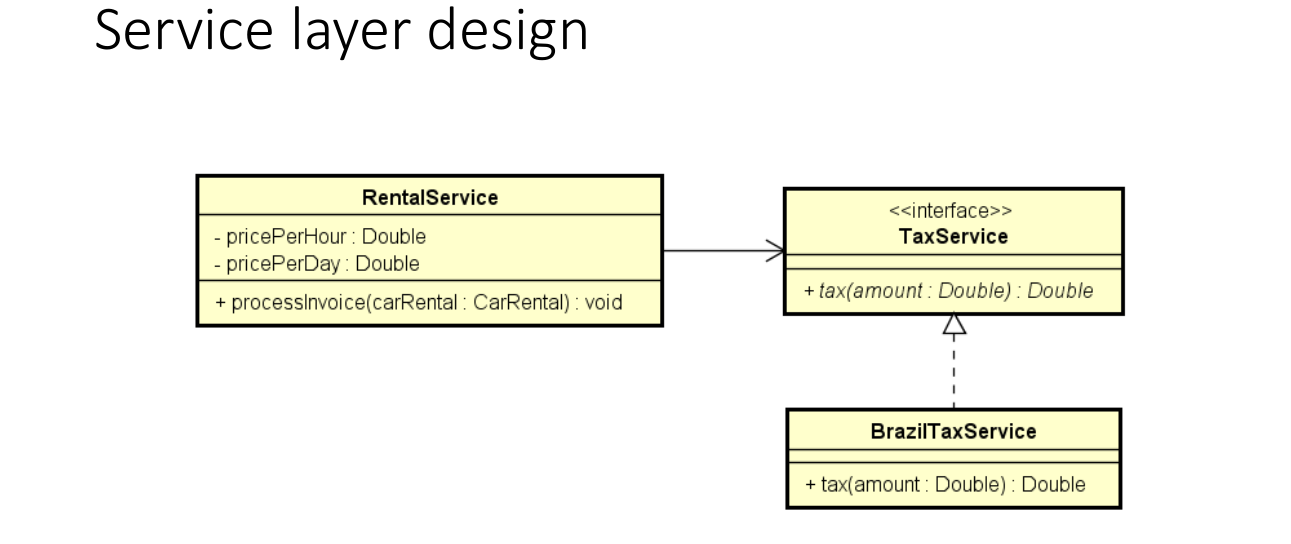 Service layer design
RentalService
- pricePerHour : Double
- pricePerDay : Double
+ processInvoice(carRental : CarRental) : void
<<interface>>
TaxService
+ tax(amount : Double) : Double
BrazilTaxService
+ tax(amount : Double) : Double